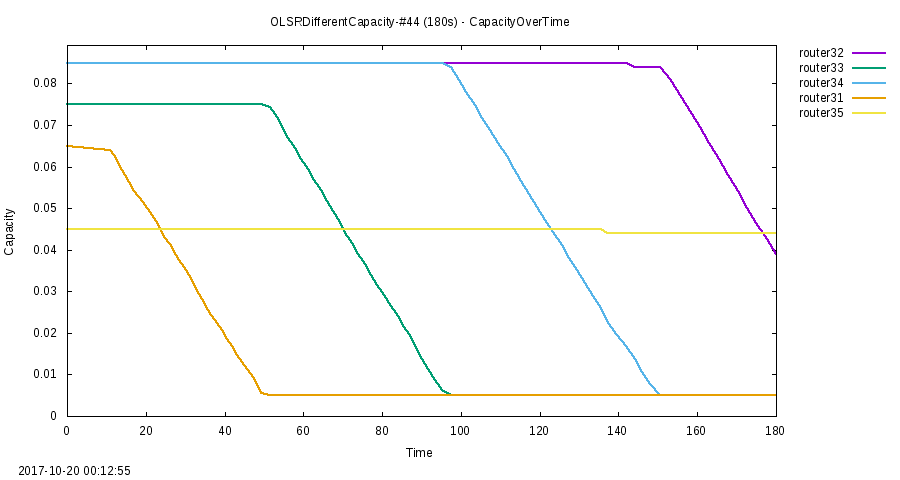 OLSRDifferentCapacity-#44 (180s) - CapacityOverTime
router32
router33
router34
router31
router35
Capacity
0.08
0.07
0.06
0.05
0.04
0.03
0.02
0.01
0
0 20 40 60 80 100 120 140 160 180
Time
2017-10-20 00:12:55